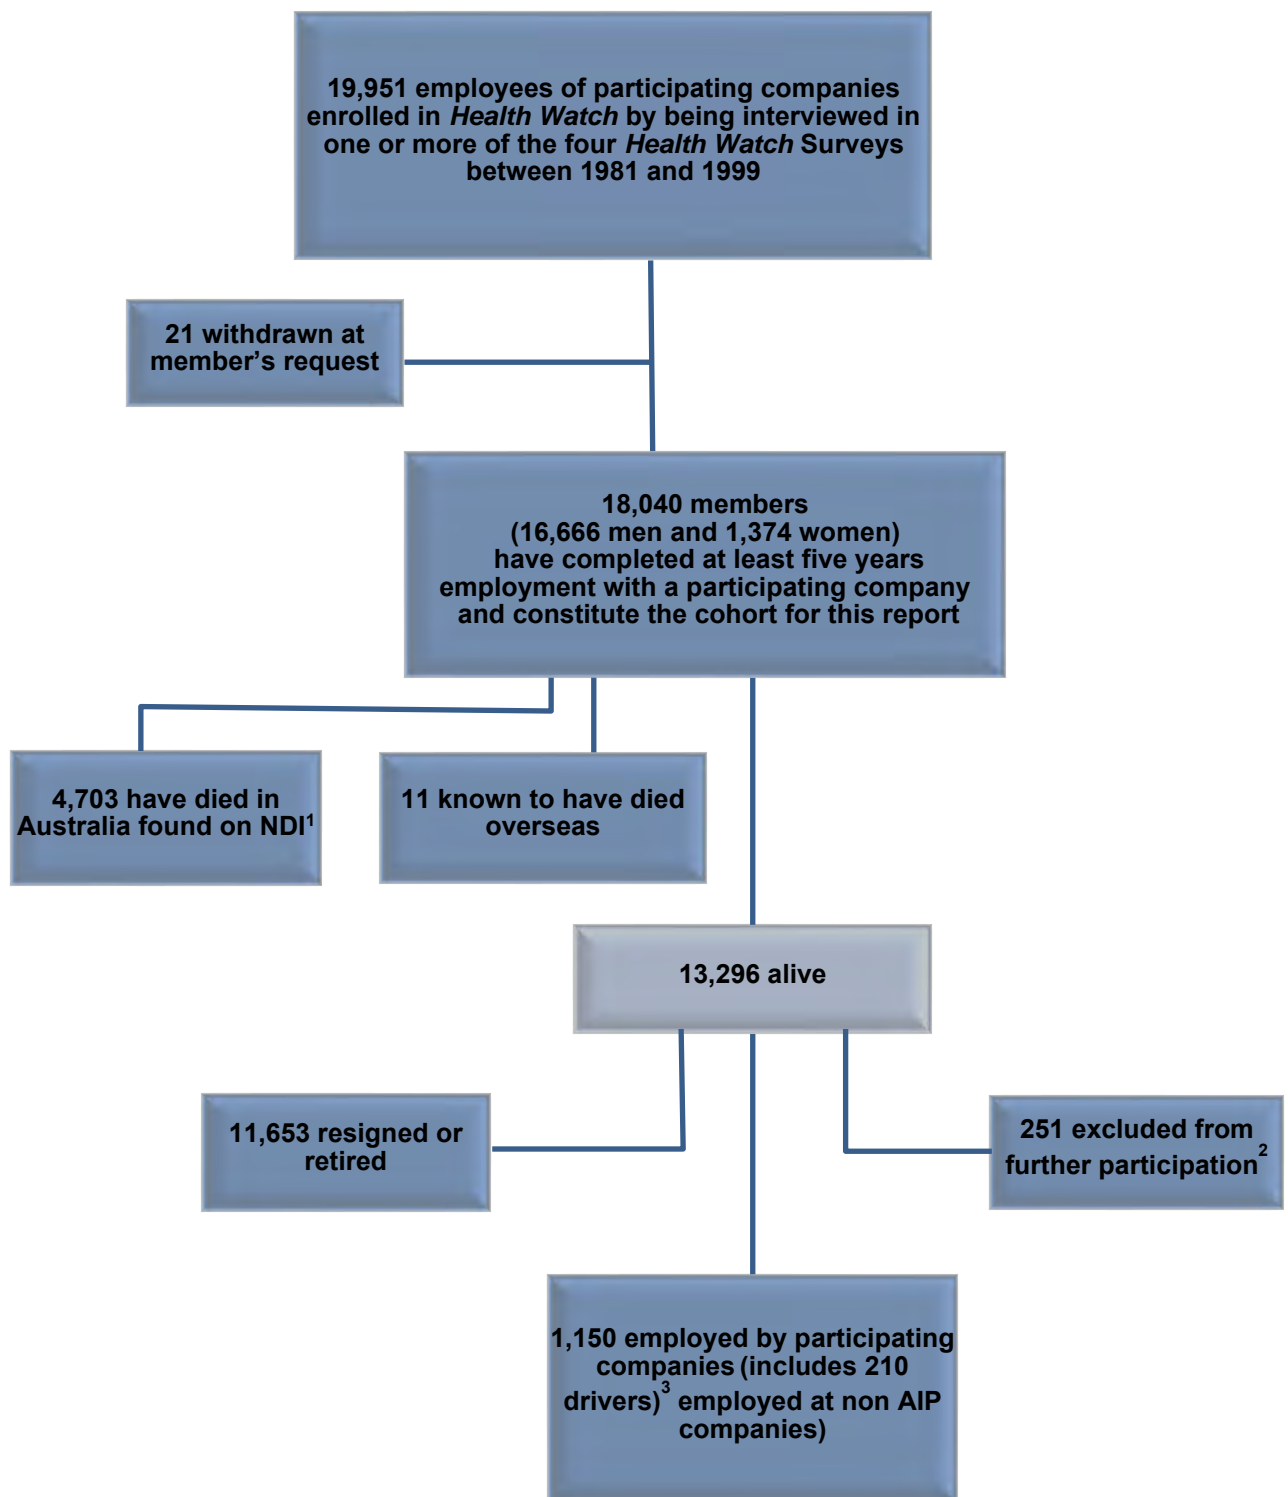 19,951 employees of participating companies
enrolled in Health Watch by being interviewed in
one or more of the four Health Watch Surveys
between 1981 and 1999
21 withdrawn at
member’s request
18,040 members
(16,666 men and 1,374 women)
have completed at least five years
employment with a participating company
and constitute the cohort for this report
4,703 have died in
Australia found on NDI¹
11 known to have died
overseas
13,296 alive
11,653 resigned or
retired
251 excluded from
further participation²
1,150 employed by participating
companies (includes 210
drivers)³ employed at non AIP
companies)